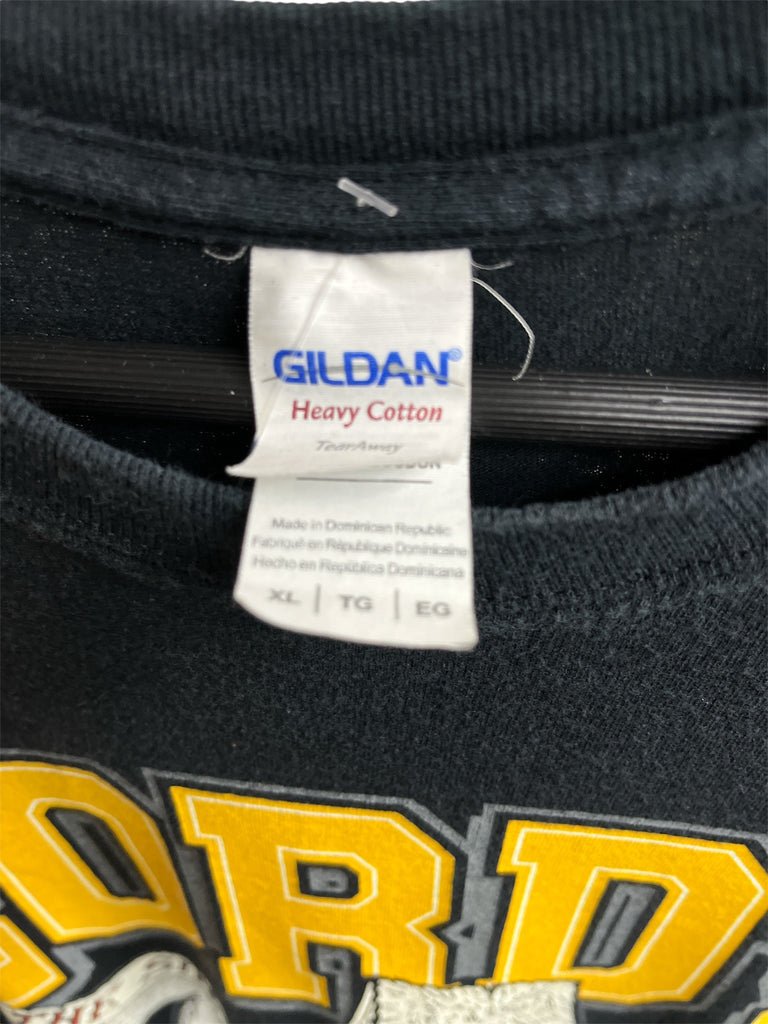 GILDAN®
Heavy Cotton
TearAway
Made in Dominican Republic
Fabriqué en République Dominicaine
Hecho en República Dominicana
XL | TG | EG
ORD
THE